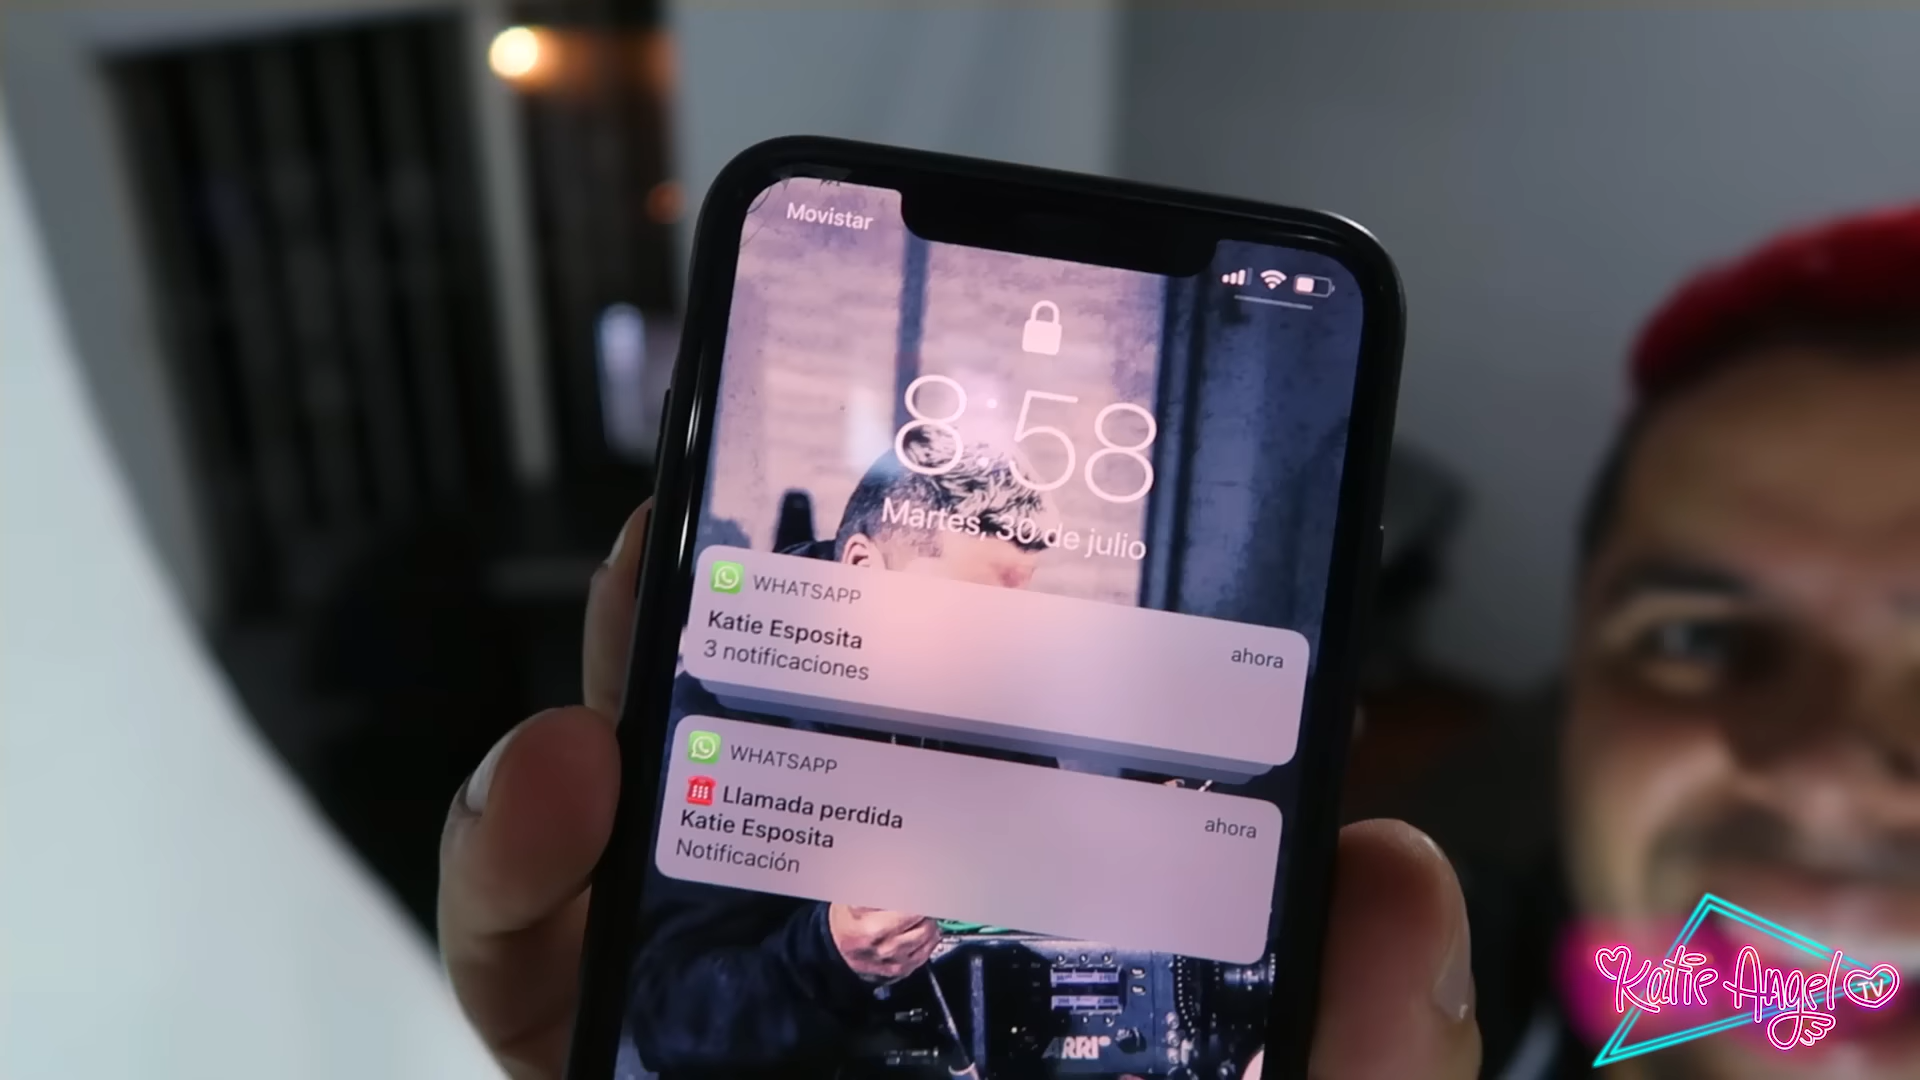 Movistar
8:58
Martes, 30 de julio
WHATSAPP
Katie Esposita
ahora
3 notificaciones
WHATSAPP
Llamada perdida
ahora
Katie Esposita
Notificación
ARRI
Katie Angel TV